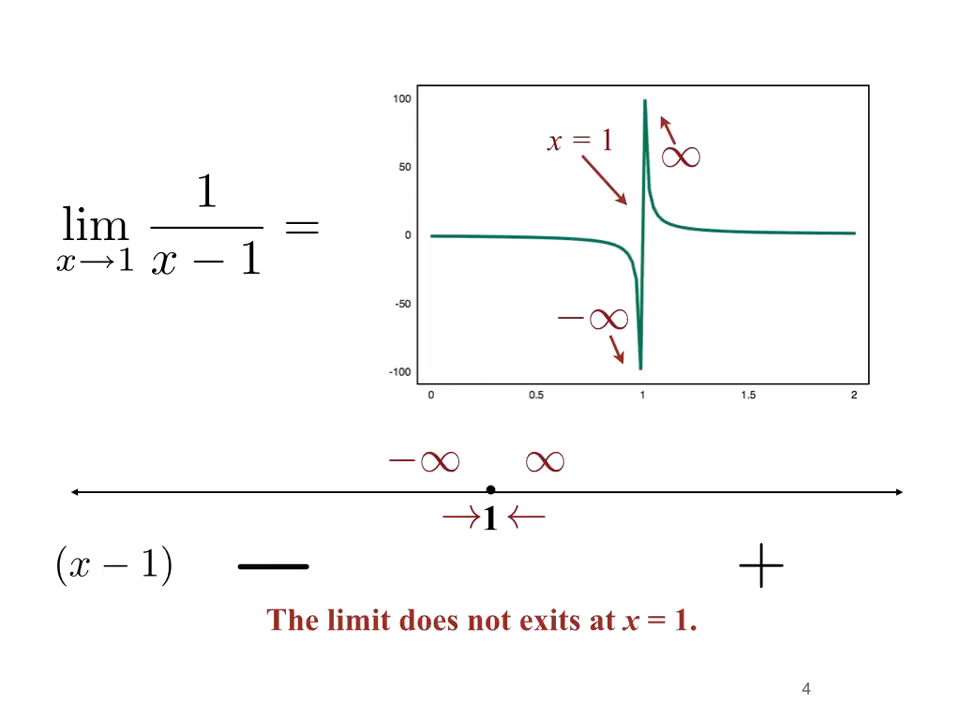 lim x→1 1/(x − 1) =
100
50
0
-50
-100
x = 1
∞
−∞
0 0.5 1 1.5 2
−∞ ∞
→1←
(x − 1) − +
The limit does not exits at x = 1.
4